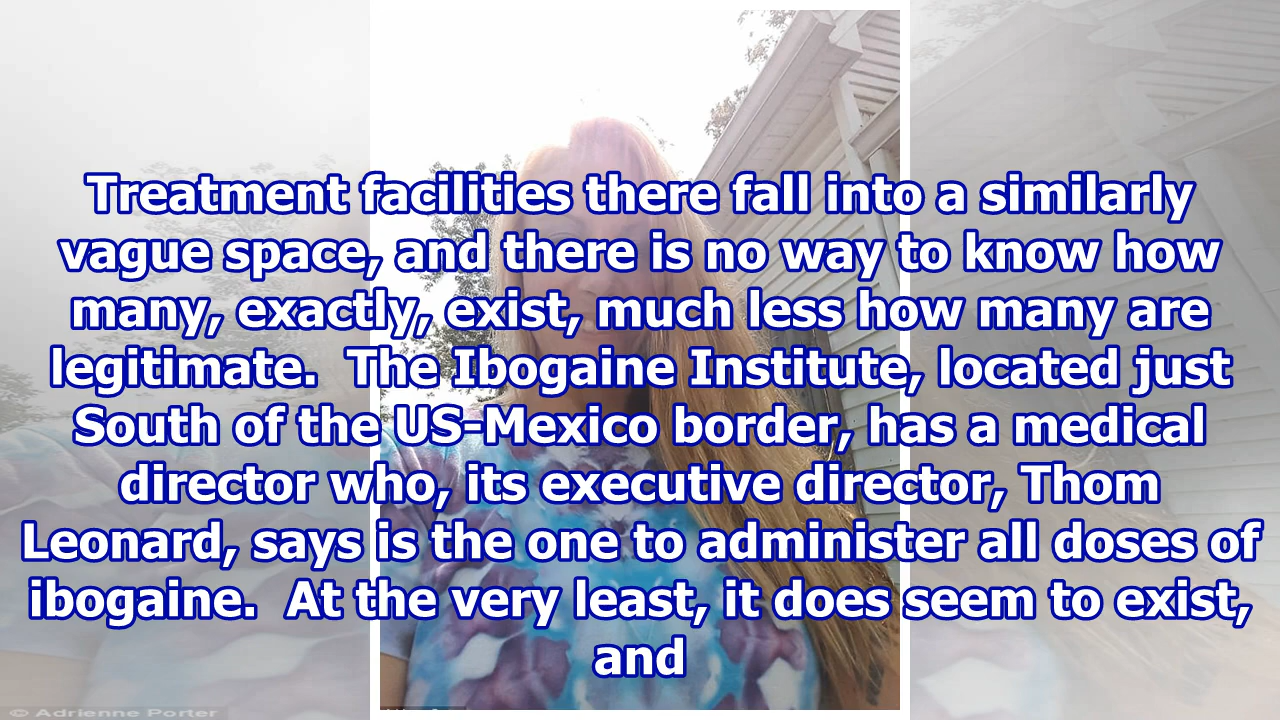 Treatment facilities there fall into a similarly
vague space, and there is no way to know how
many, exactly, exist, much less how many are
legitimate.  The Ibogaine Institute, located just
South of the US-Mexico border, has a medical
director who, its executive director, Thom
Leonard, says is the one to administer all doses of
ibogaine.  At the very least, it does seem to exist,
and
© Adrienne Porter